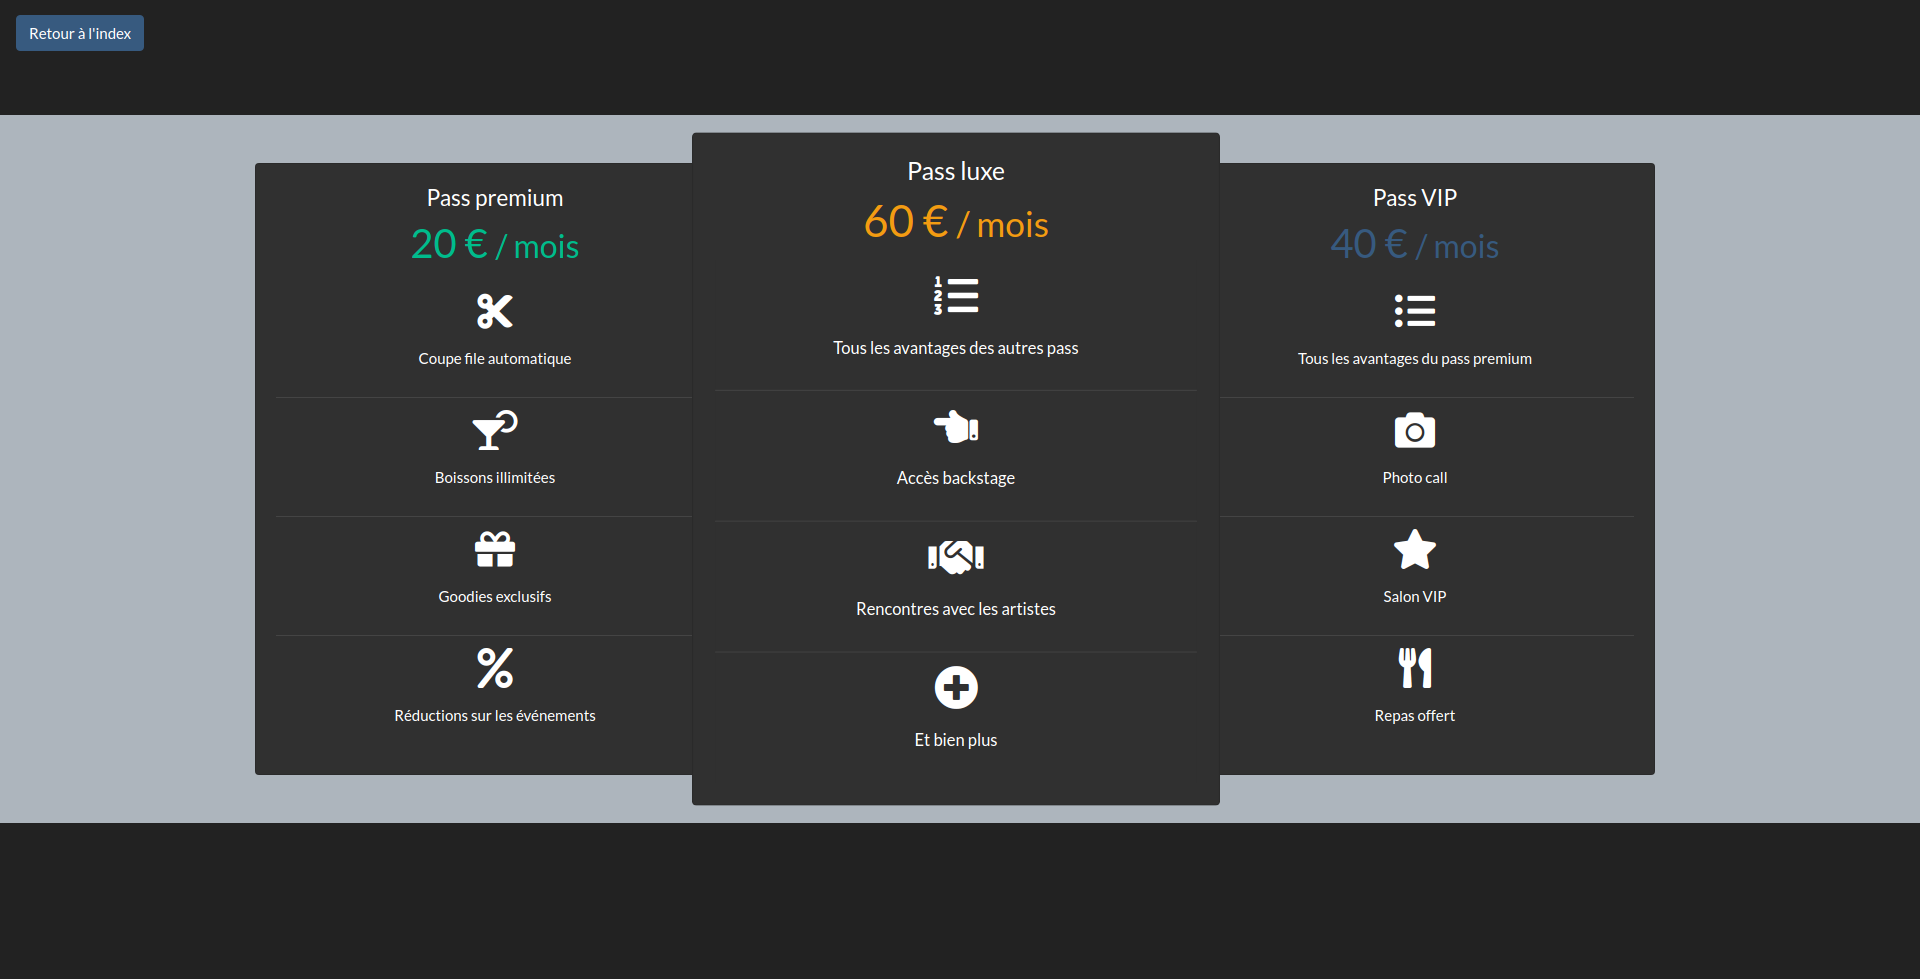 Retour à l'index
Pass premium
20 € / mois
Coupe file automatique
Boissons illimitées
Goodies exclusifs
Réductions sur les événements
Pass luxe
60 € / mois
1
2
3
Tous les avantages des autres pass
Accès backstage
Rencontres avec les artistes
Et bien plus
Pass VIP
40 € / mois
Tous les avantages du pass premium
Photo call
Salon VIP
Repas offert